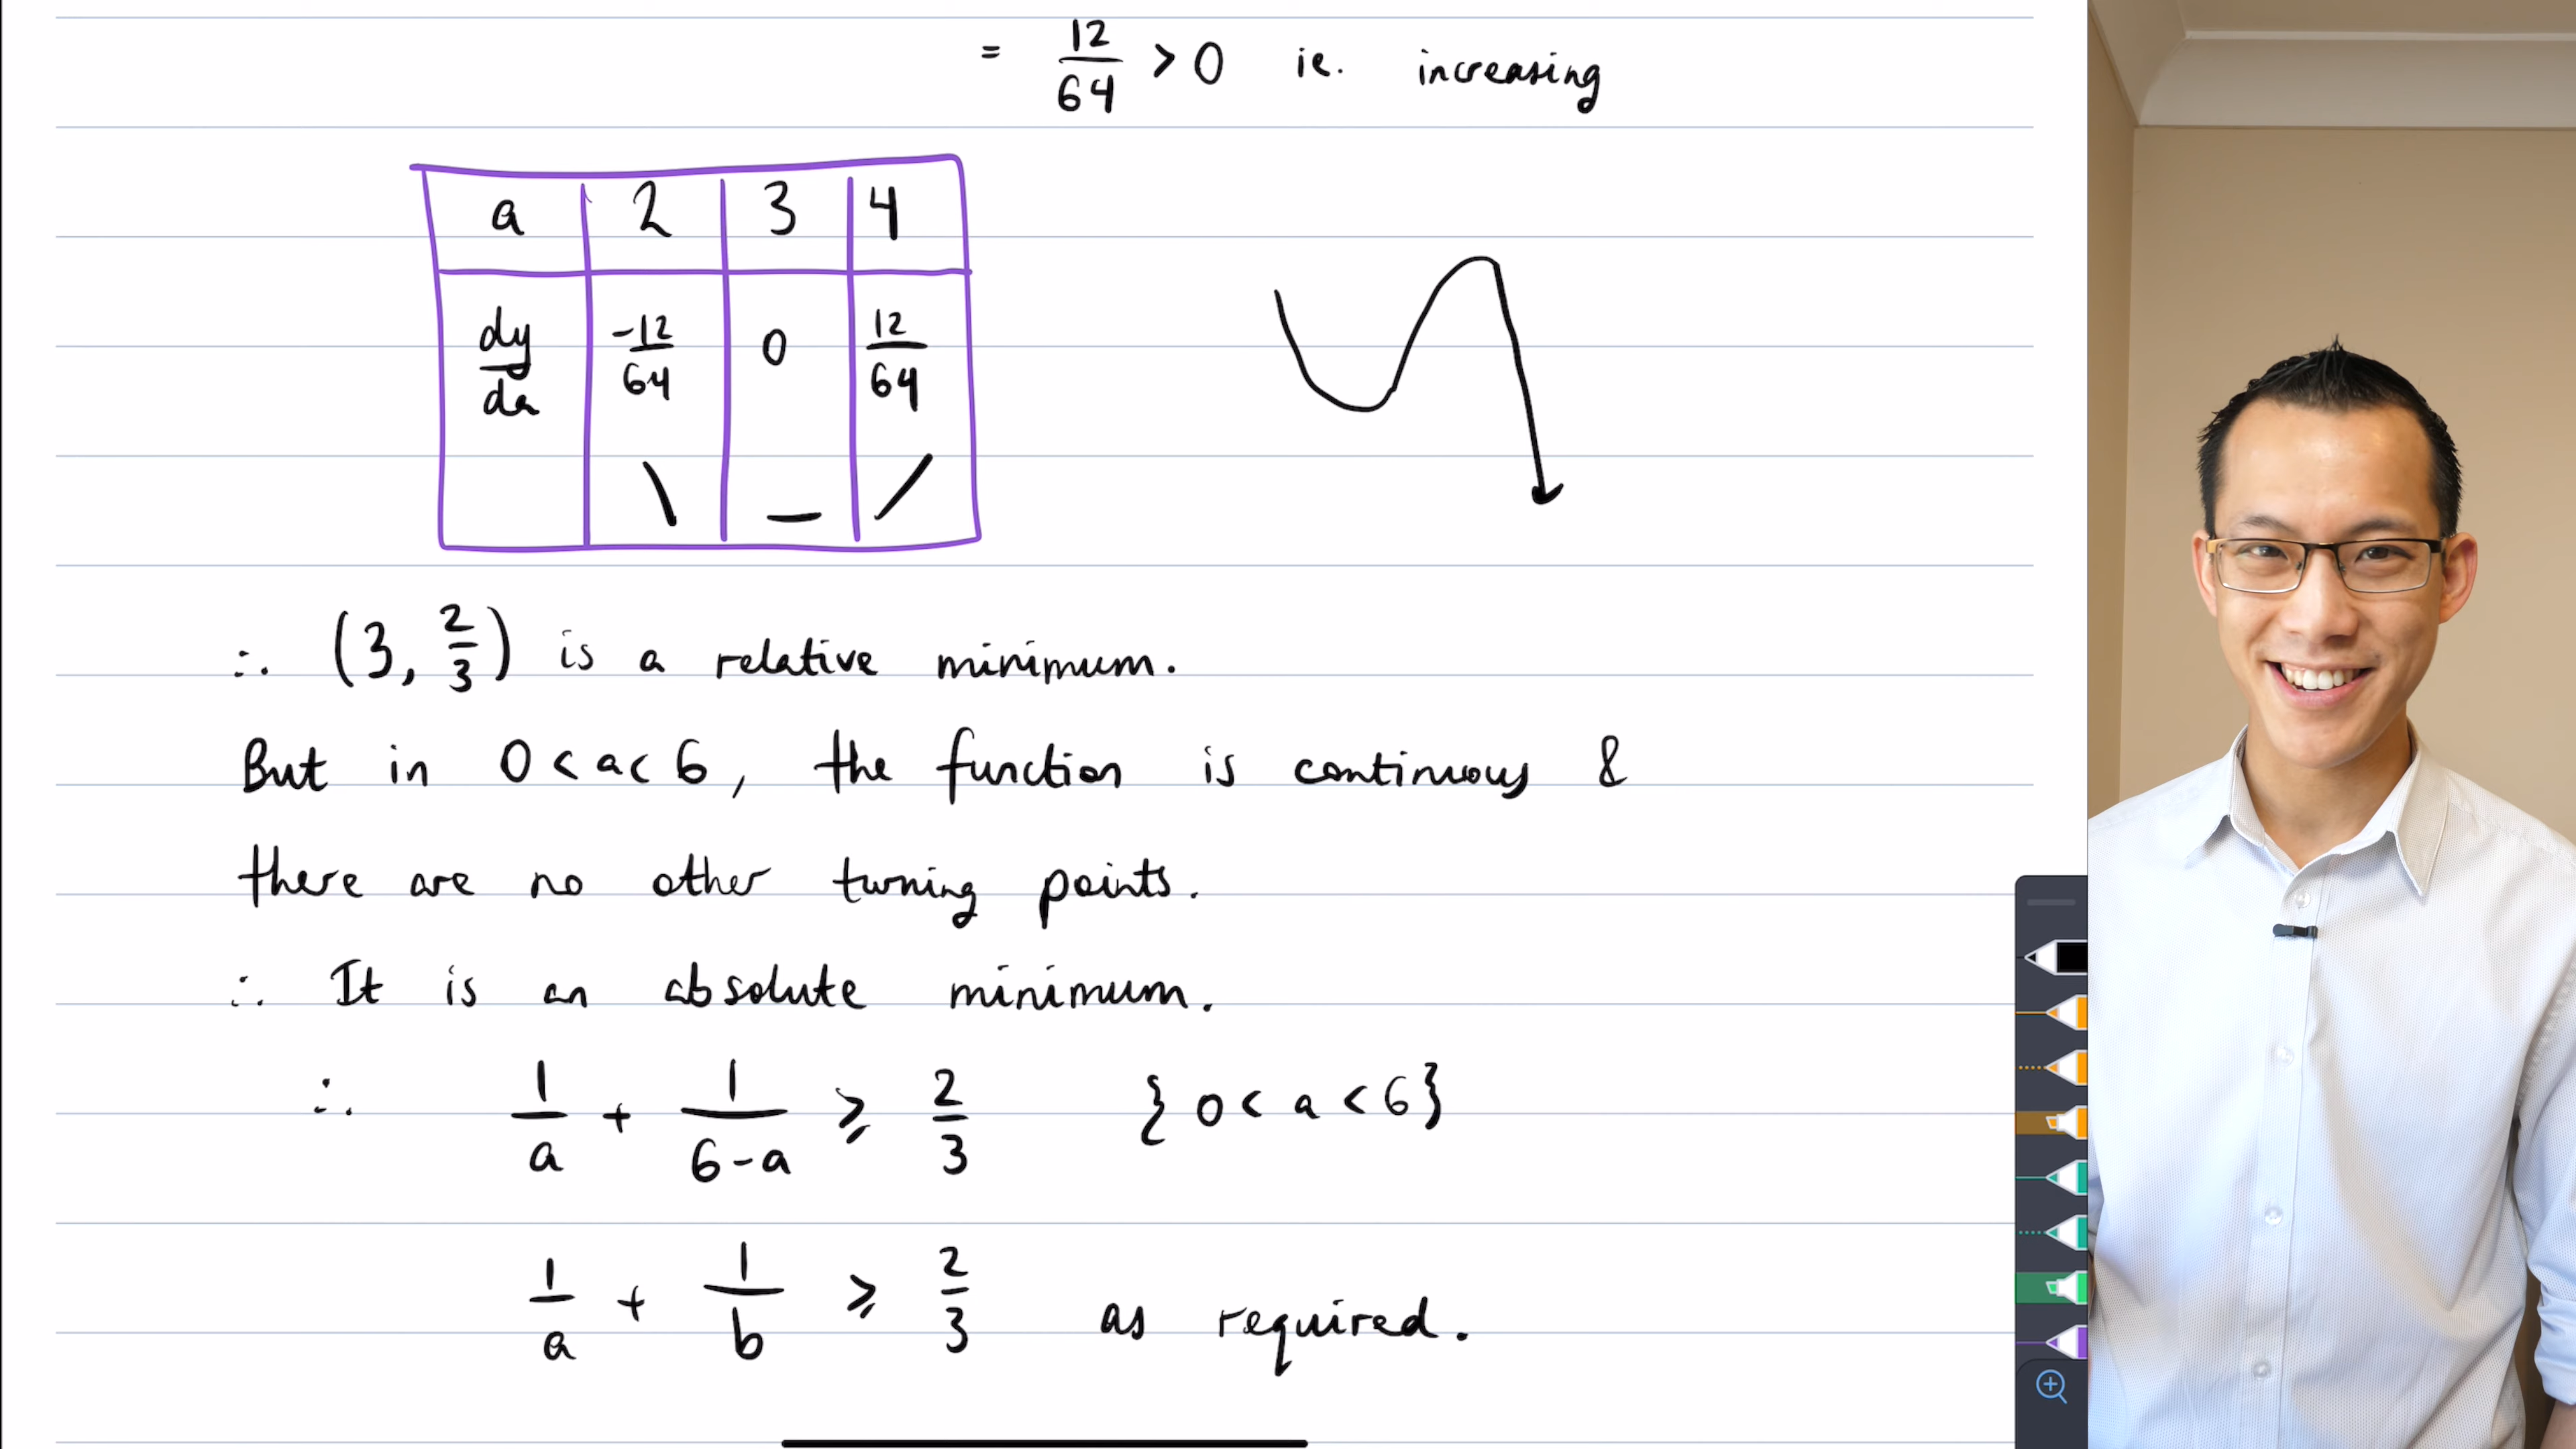 = 12/64 > 0 ie. increasing
a 2 3 4
dy/da -12/64 0 12/64
∴ (3, 2/3) is a relative minimum.
But in 0 < a < 6, the function is continuous &
there are no other turning points.
∴ It is an absolute minimum.
∴ 1/a + 1/(6-a) ≥ 2/3 { 0 < a < 6 }
1/a + 1/b ≥ 2/3 as required.